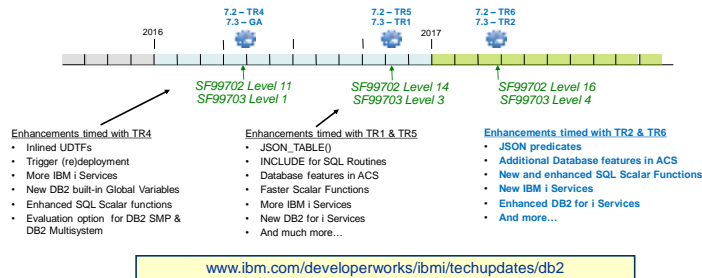 7.2 – TR4
7.3 – GA
7.2 – TR5
7.3 – TR1
7.2 – TR6
7.3 – TR2
2016
2017
SF99702 Level 11
SF99703 Level 1
SF99702 Level 14
SF99703 Level 3
SF99702 Level 16
SF99703 Level 4
Enhancements timed with TR4
• Inlined UDTFs
• Trigger (re)deployment
• More IBM i Services
• New DB2 built-in Global Variables
• Enhanced SQL Scalar functions
• Evaluation option for DB2 SMP &
DB2 Multisystem
Enhancements timed with TR1 & TR5
• JSON_TABLE()
• INCLUDE for SQL Routines
• Database features in ACS
• Faster Scalar Functions
• More IBM i Services
• New DB2 for i Services
• And much more…
Enhancements timed with TR2 & TR6
• JSON predicates
• Additional Database features in ACS
• New and enhanced SQL Scalar Functions
• New IBM i Services
• Enhanced DB2 for i Services
• And more…
www.ibm.com/developerworks/ibmi/techupdates/db2